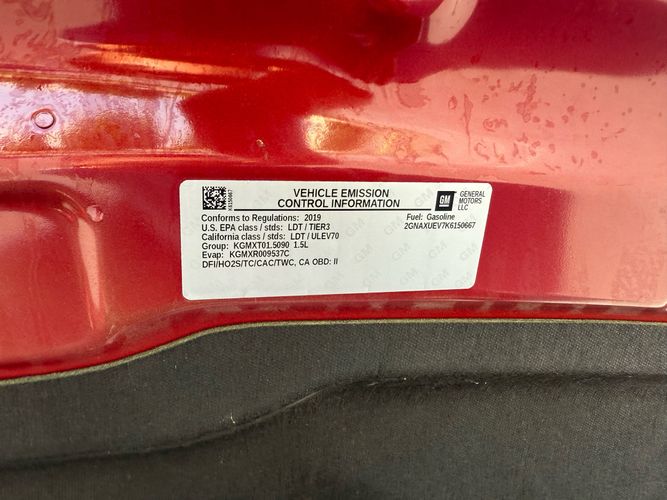 VEHICLE EMISSION
CONTROL INFORMATION
GM
GENERAL
MOTORS
LLC
Conforms to Regulations: 2019
Fuel: Gasoline
U.S. EPA class / stds: LDT / TIER3
2GNAXUEV7K6150667
California class / stds: LDT / ULEV70
Group: KGMXT01.5090 1.5L
Evap: KGMXR009537C
DFI/HO2S/TC/CAC/TWC, CA OBD: II
K6150667